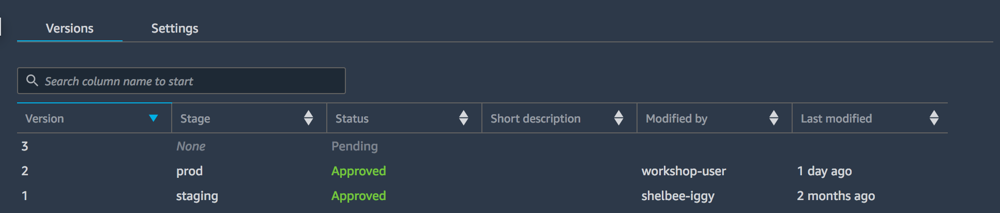 Versions Settings
Search column name to start
Version Stage Status Short description Modified by Last modified
3 None Pending
2 prod Approved workshop-user 1 day ago
1 staging Approved shelbee-iggy 2 months ago